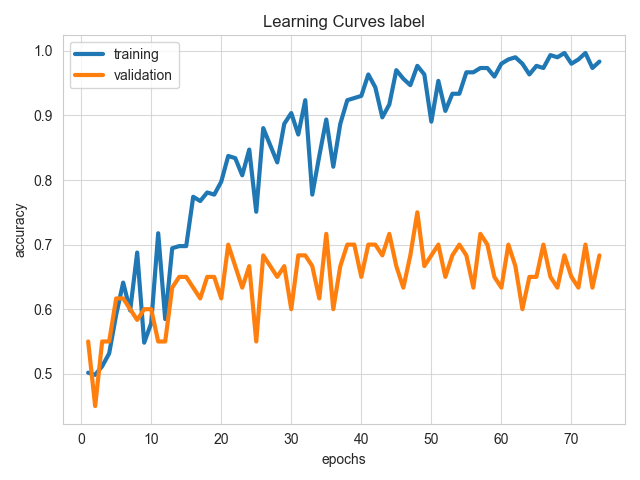 Learning Curves label
training
validation
1.0
0.9
0.8
0.7
0.6
0.5
accuracy
0 10 20 30 40 50 60 70
epochs